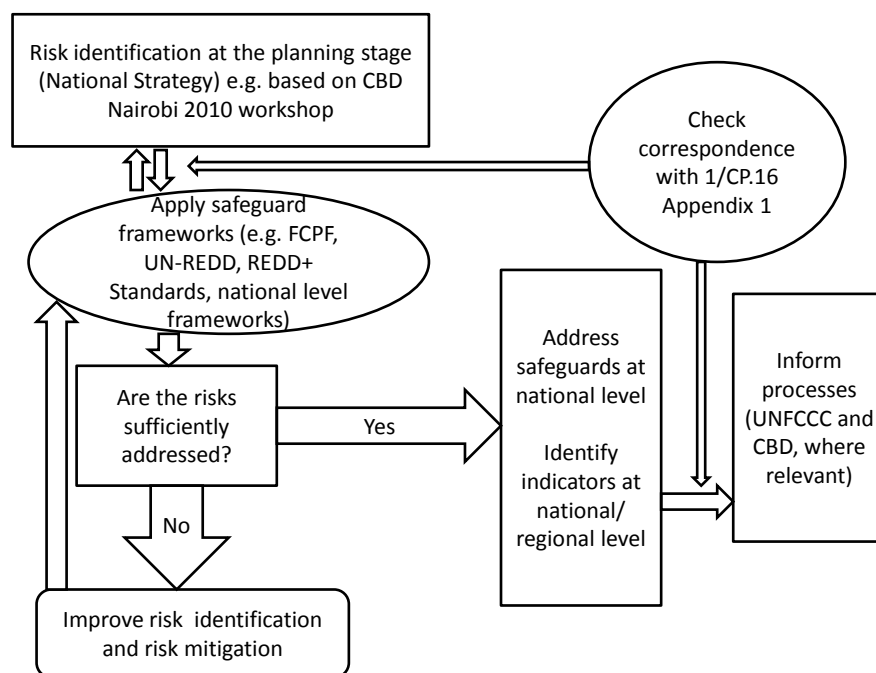 Risk identification at the planning stage
(National Strategy) e.g. based on CBD
Nairobi 2010 workshop
Check
correspondence
with 1/CP.16
Appendix 1
Apply safeguard
frameworks (e.g. FCPF,
UN-REDD, REDD+
Standards, national level
frameworks)
Are the risks
sufficiently
addressed?
Yes
No
Improve risk identification
and risk mitigation
Address
safeguards at
national level
Identify
indicators at
national/
regional level
Inform
processes
(UNFCCC and
CBD, where
relevant)